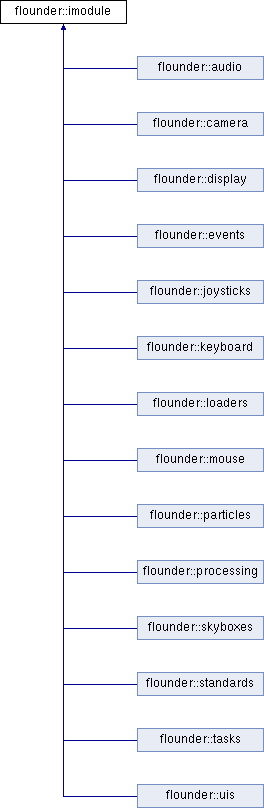 flounder::imodule
flounder::audio
flounder::camera
flounder::display
flounder::events
flounder::joysticks
flounder::keyboard
flounder::loaders
flounder::mouse
flounder::particles
flounder::processing
flounder::skyboxes
flounder::standards
flounder::tasks
flounder::uis